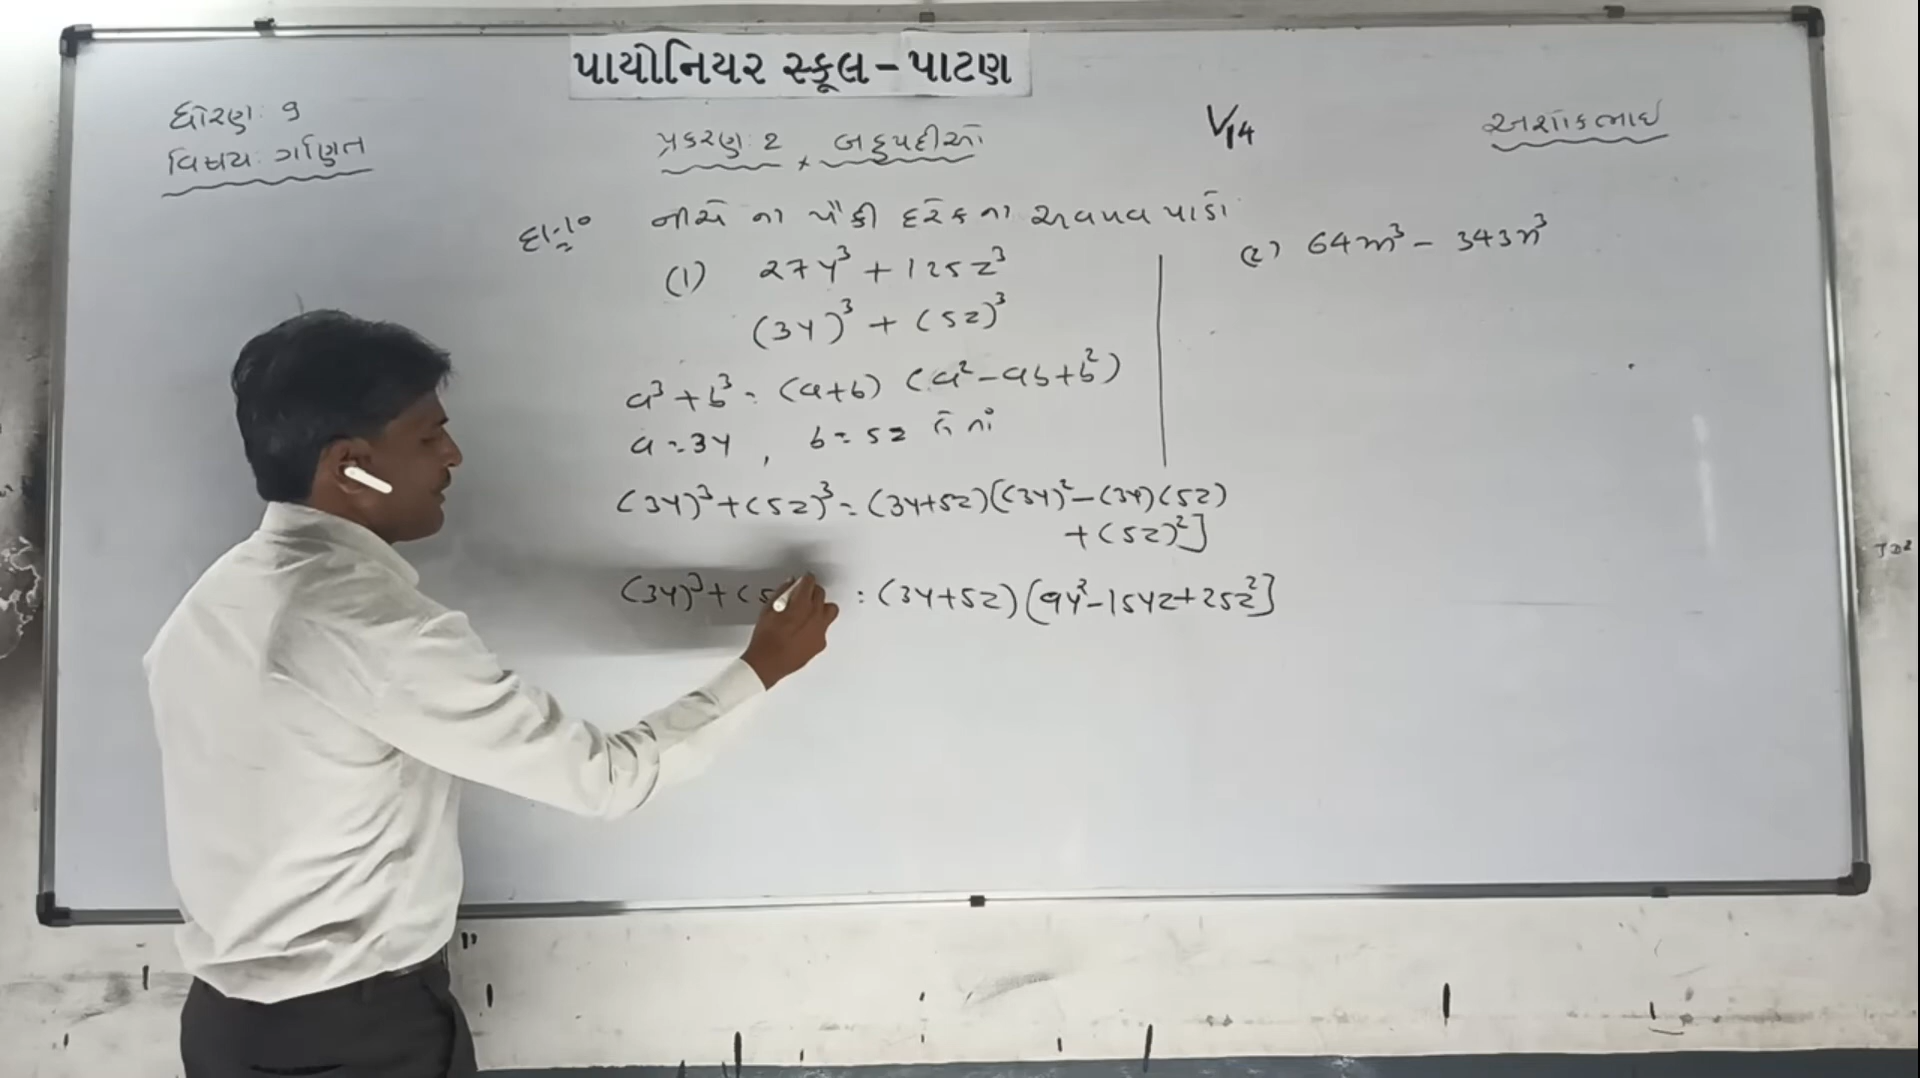 પાયોનિયર સ્કૂલ - પાટણ
ધોરણ: 9
વિષય: ગણિત
પ્રકરણ: 2 બહુપદીઓ
V14
અશોકભાઇ
દા-10 નીચે ના પૈકી દરેકના અવયવ પાડો
(1) 27y³ + 125z³
(3y)³ + (5z)³
a³ + b³ = (a+b) (a² - ab + b²)
a = 3y , b = 5z લેતાં
(3y)³ + (5z)³ = (3y+5z) [(3y)² - (3y)(5z)
+ (5z)²]
(3y)³ + (5 = (3y+5z) [9y² - 15yz + 25z²]
(2) 64m³ - 343n³